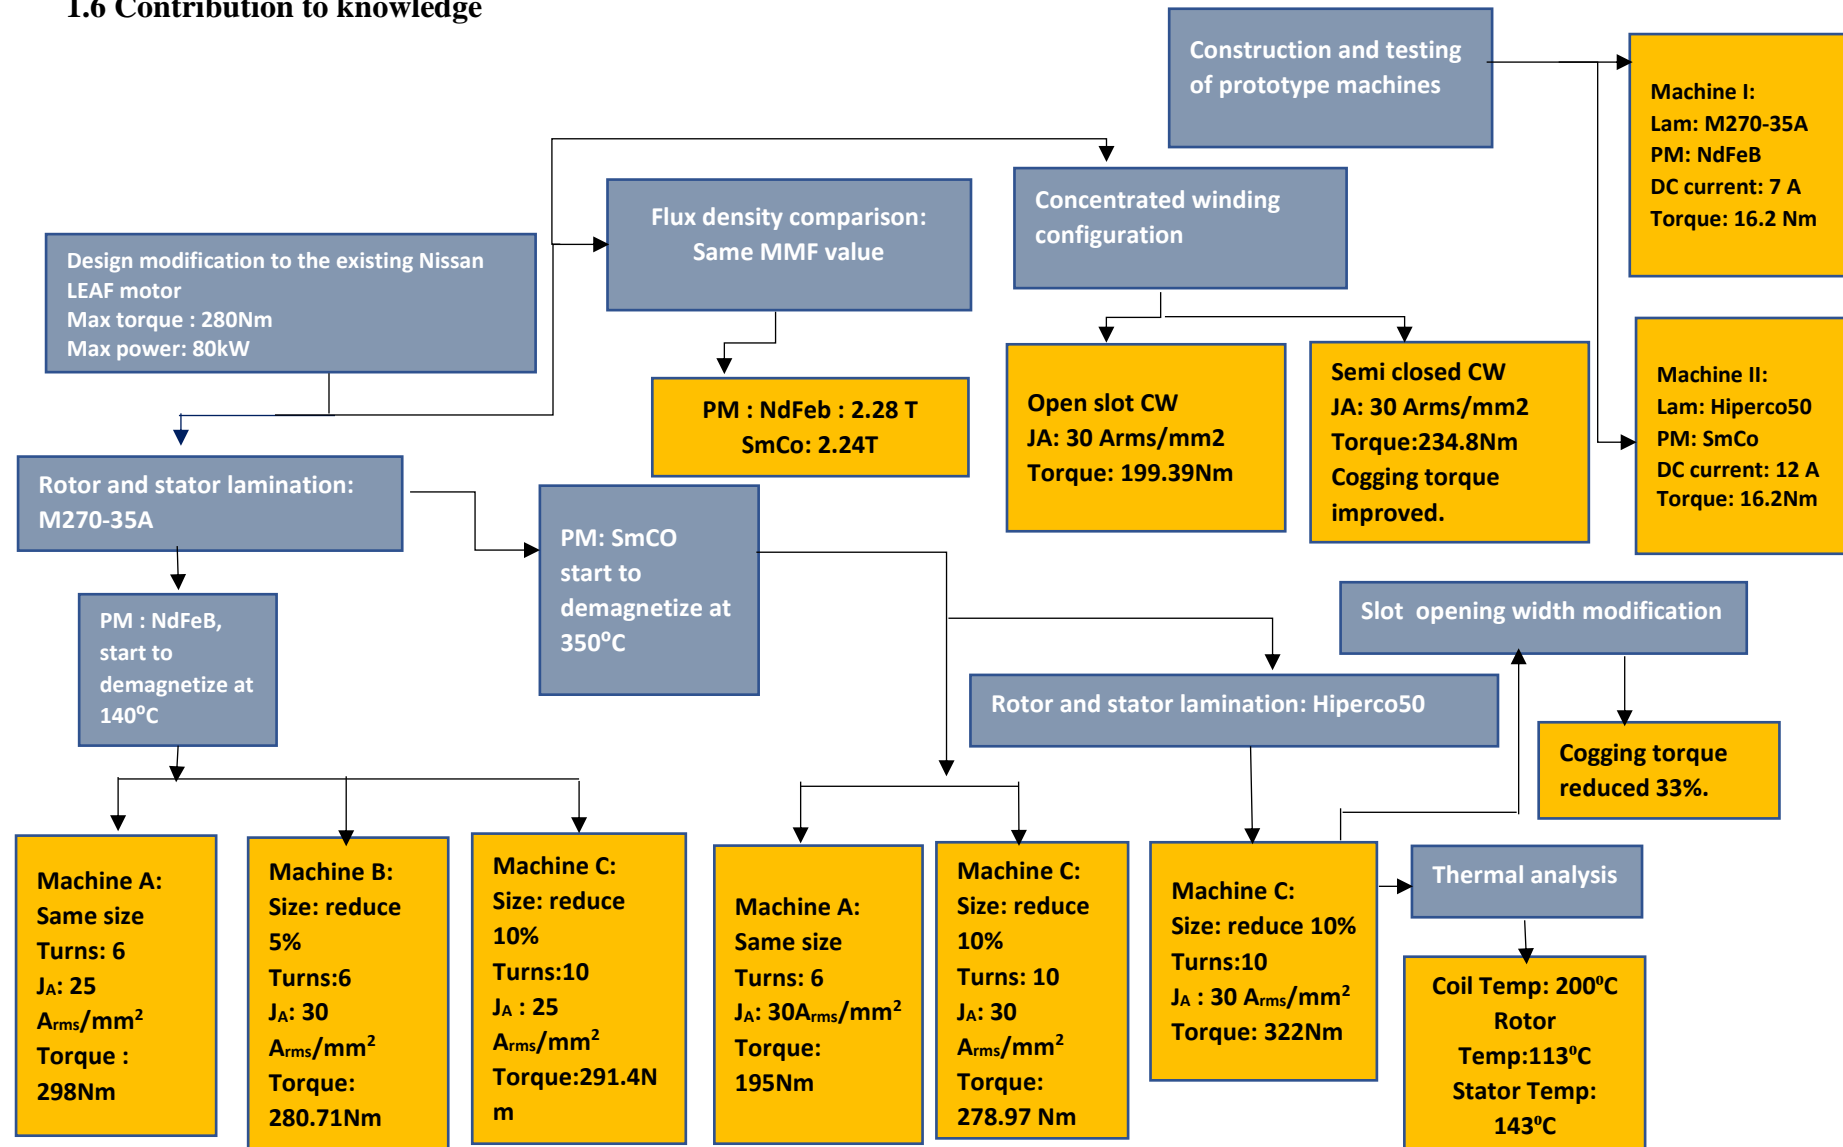 1.6 Contribution to knowledge
Construction and testing
of prototype machines
Machine I:
Lam: M270-35A
PM: NdFeB
DC current: 7 A
Torque: 16.2 Nm
Concentrated winding
configuration
Flux density comparison:
Same MMF value
Design modification to the existing Nissan
LEAF motor
Max torque : 280Nm
Max power: 80kW
Machine II:
Lam: Hiperco50
PM: SmCo
DC current: 12 A
Torque: 16.2Nm
PM : NdFeb : 2.28 T
SmCo: 2.24T
Open slot CW
JA: 30 Arms/mm2
Torque: 199.39Nm
Semi closed CW
JA: 30 Arms/mm2
Torque:234.8Nm
Cogging torque
improved.
Rotor and stator lamination:
M270-35A
PM: SmCO
start to
demagnetize at
350⁰C
PM : NdFeB,
start to
demagnetize at
140⁰C
Slot  opening width modification
Rotor and stator lamination: Hiperco50
Cogging torque
reduced 33%.
Machine A:
Same size
Turns: 6
JA: 25
Arms/mm2
Torque :
298Nm
Machine B:
Size: reduce
5%
Turns:6
JA: 30
Arms/mm2
Torque:
280.71Nm
Machine C:
Size: reduce
10%
Turns:10
JA : 25
Arms/mm2
Torque:291.4N
m
Machine A:
Same size
Turns: 6
JA: 30Arms/mm2
Torque:
195Nm
Machine C:
Size: reduce
10%
Turns: 10
JA: 30
Arms/mm2
Torque:
278.97 Nm
Machine C:
Size: reduce 10%
Turns:10
JA : 30 Arms/mm2
Torque: 322Nm
Thermal analysis
Coil Temp: 200⁰C
Rotor
Temp:113⁰C
Stator Temp:
143⁰C